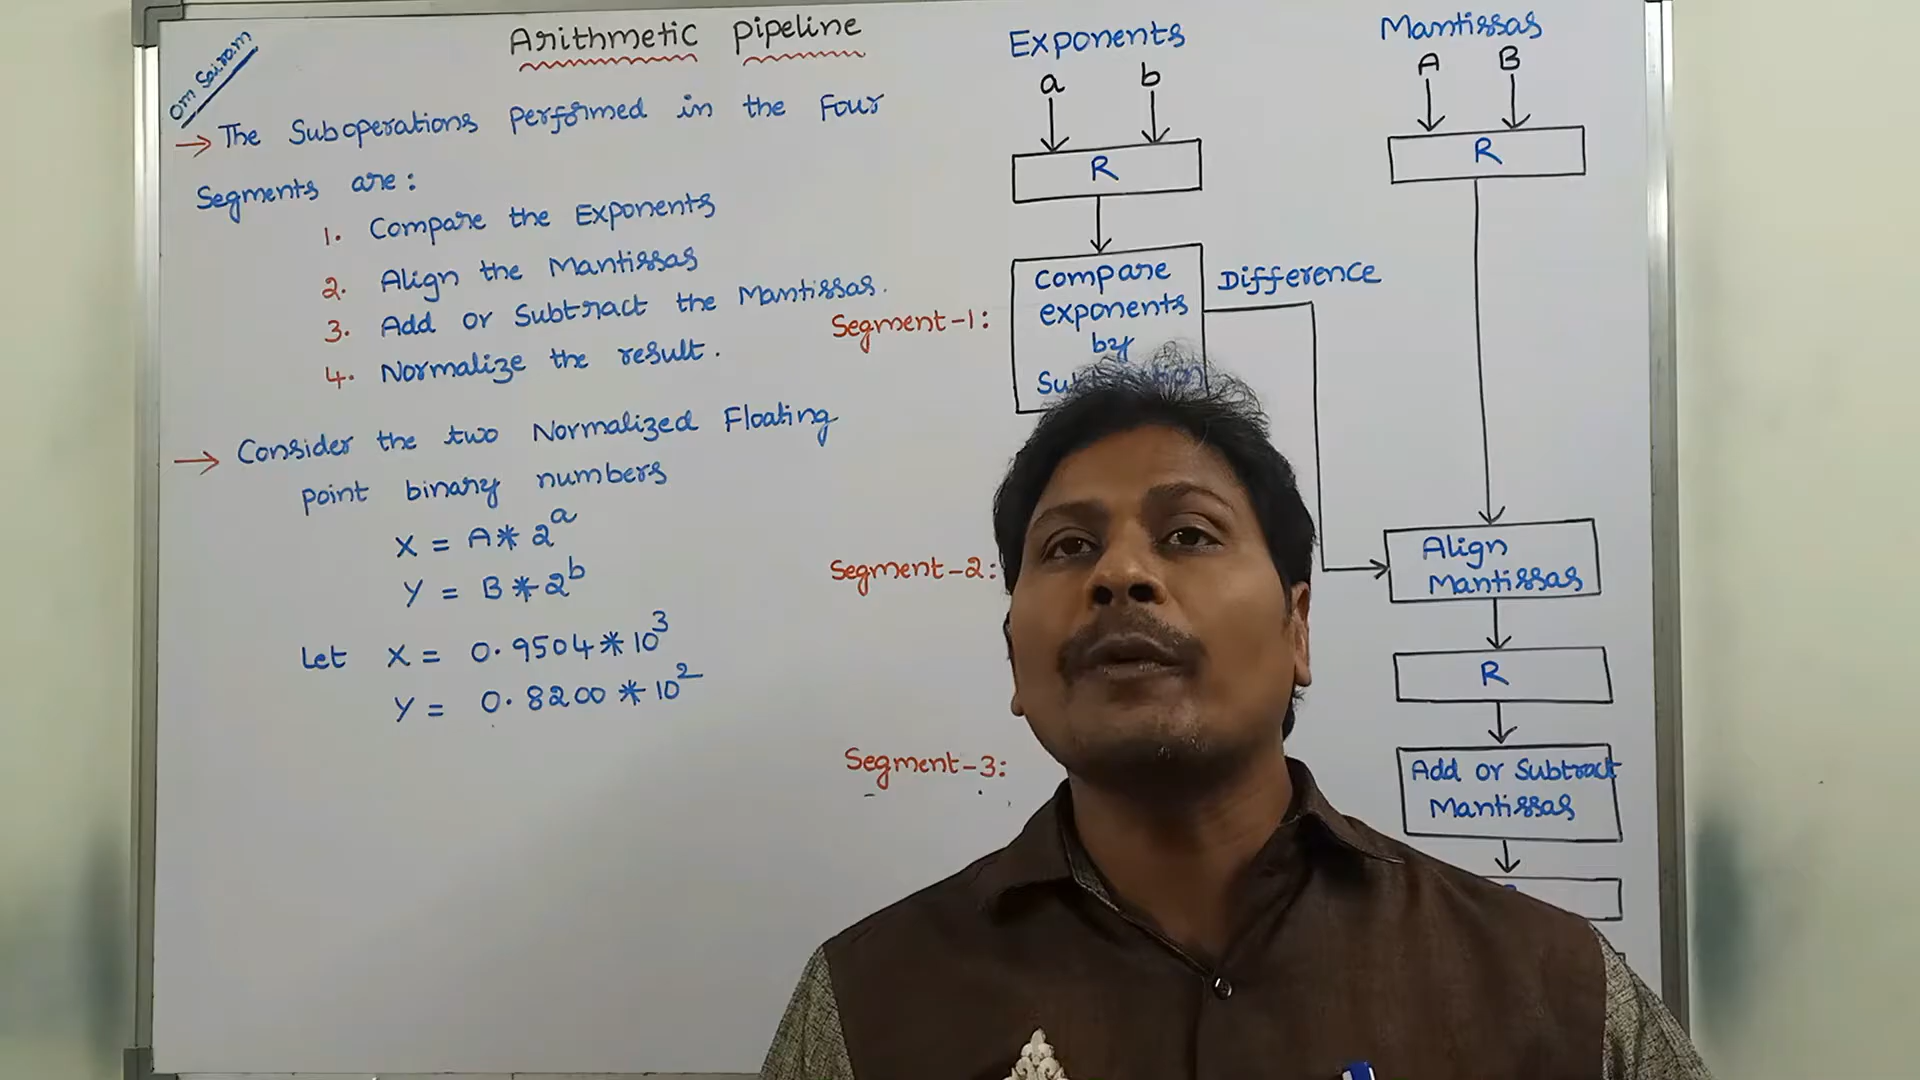 Om Sairam
Arithmetic Pipeline
→ The Suboperations performed in the Four
Segments are:
1. Compare the Exponents
2. Align the Mantissas
3. Add or Subtract the Mantissas.
4. Normalize the result.
→ Consider the two Normalized Floating
point binary numbers
X = A * 2^a
Y = B * 2^b
Let X = 0.9504 * 10^3
Y = 0.8200 * 10^2
Exponents
a b
R
Mantissas
A B
R
Segment-1:
Compare
exponents
by
Difference
Segment-2:
Align
Mantissas
R
Segment-3:
Add or Subtract
Mantissas